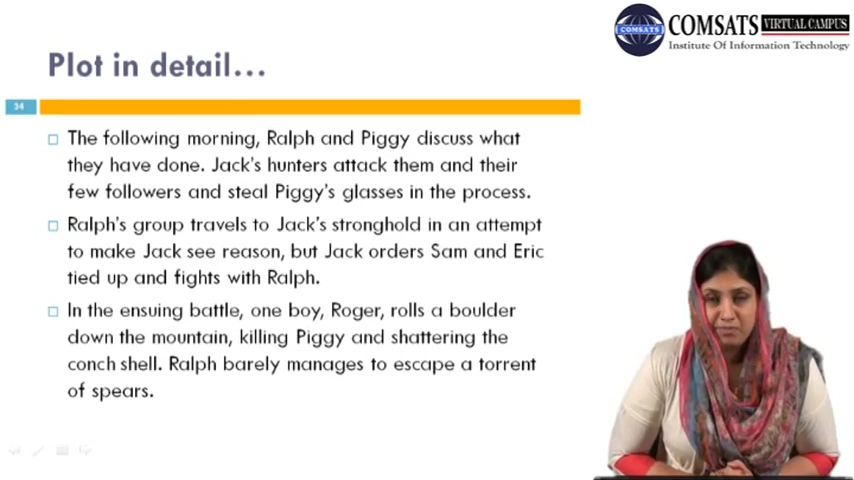 COMSATS VIRTUAL CAMPUS
COMSATS
Institute Of Information Technology
Plot in detail...
34
The following morning, Ralph and Piggy discuss what
they have done. Jack's hunters attack them and their
few followers and steal Piggy's glasses in the process.
Ralph's group travels to Jack's stronghold in an attempt
to make Jack see reason, but Jack orders Sam and Eric
tied up and fights with Ralph.
In the ensuing battle, one boy, Roger, rolls a boulder
down the mountain, killing Piggy and shattering the
conch shell. Ralph barely manages to escape a torrent
of spears.